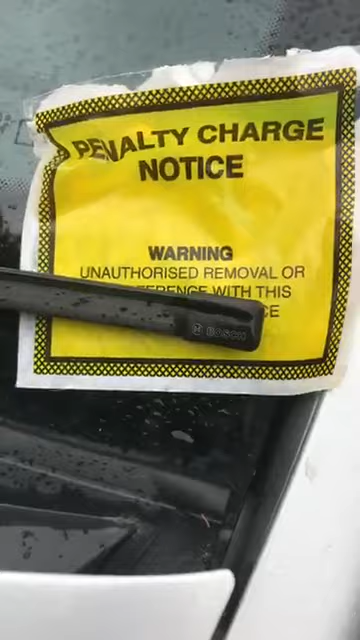 PENALTY CHARGE
NOTICE
WARNING
UNAUTHORISED REMOVAL OR
WITH THIS
BOSCH